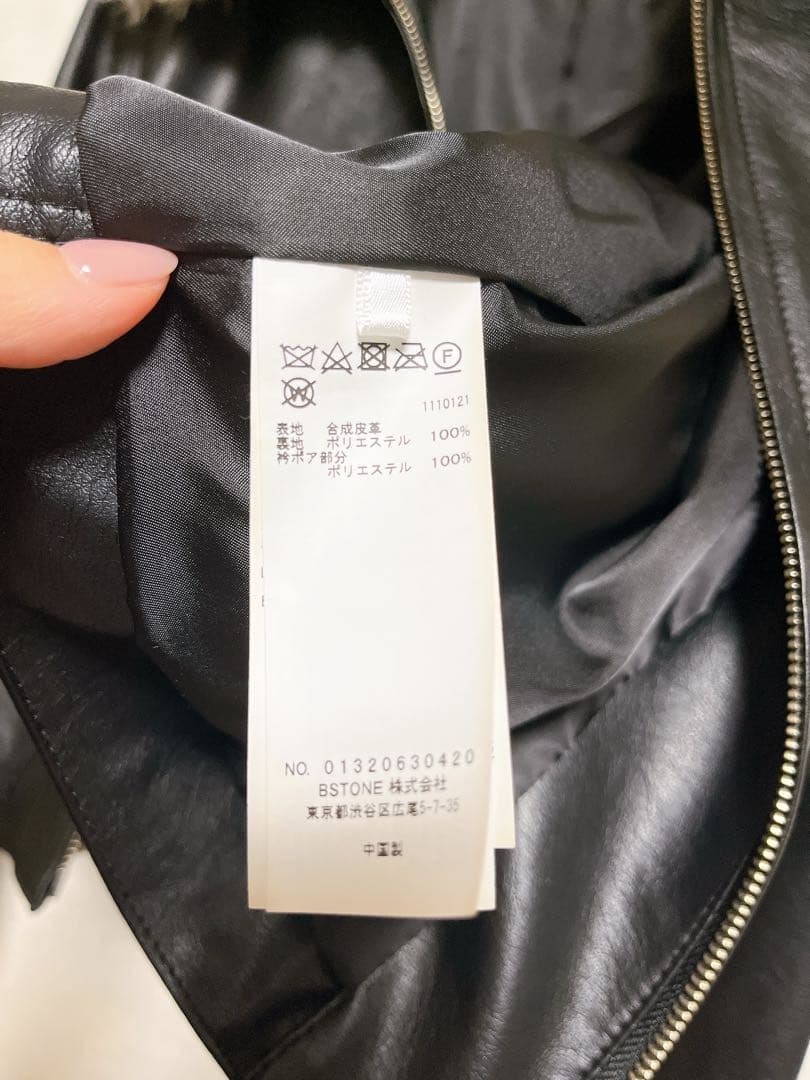 F
W
1110121
表地 合成皮革
裏地 ポリエステル 100%
衿ボア部分
ポリエステル 100%
NO. 01320630420
BSTONE 株式会社
東京都渋谷区広尾5-7-35
中国製